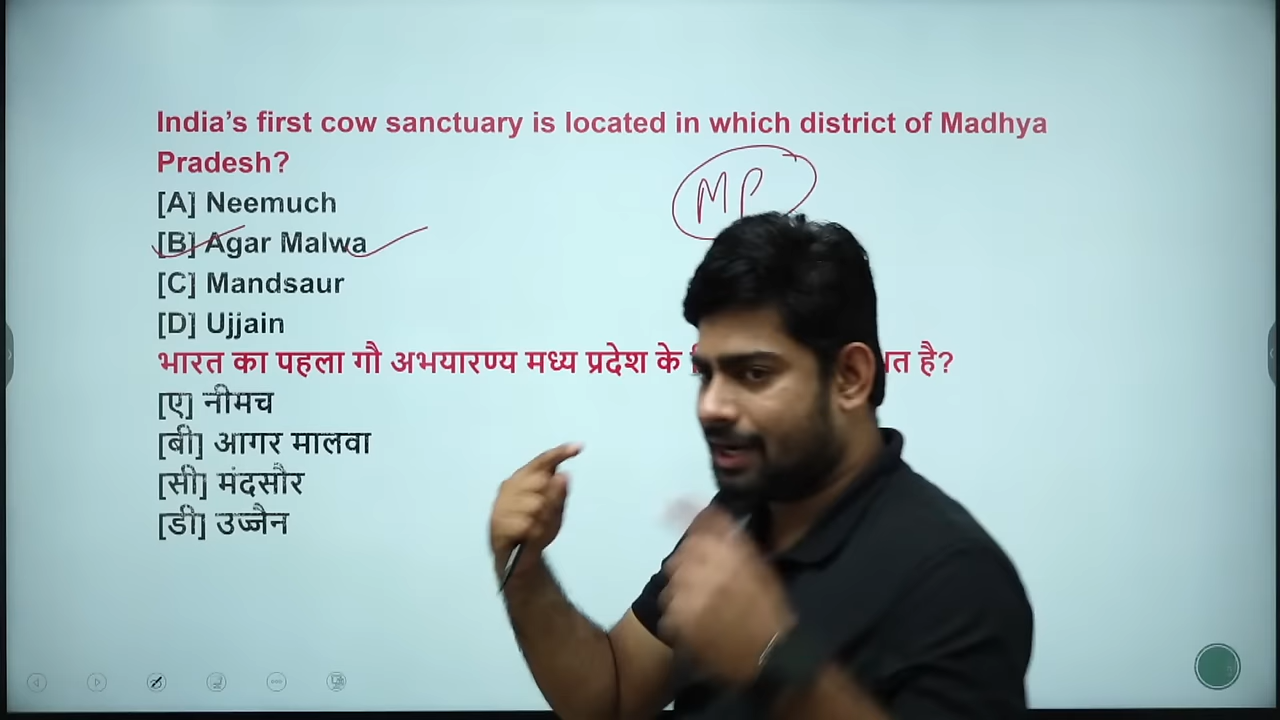 India's first cow sanctuary is located in which district of Madhya
Pradesh?
MP
[A] Neemuch
[B] Agar Malwa
[C] Mandsaur
[D] Ujjain
भारत का पहला गौ अभयारण्य मध्य प्रदेश के है?
[ए] नीमच
[बी] आगर मालवा
[सी] मंदसौर
[डी] उज्जैन